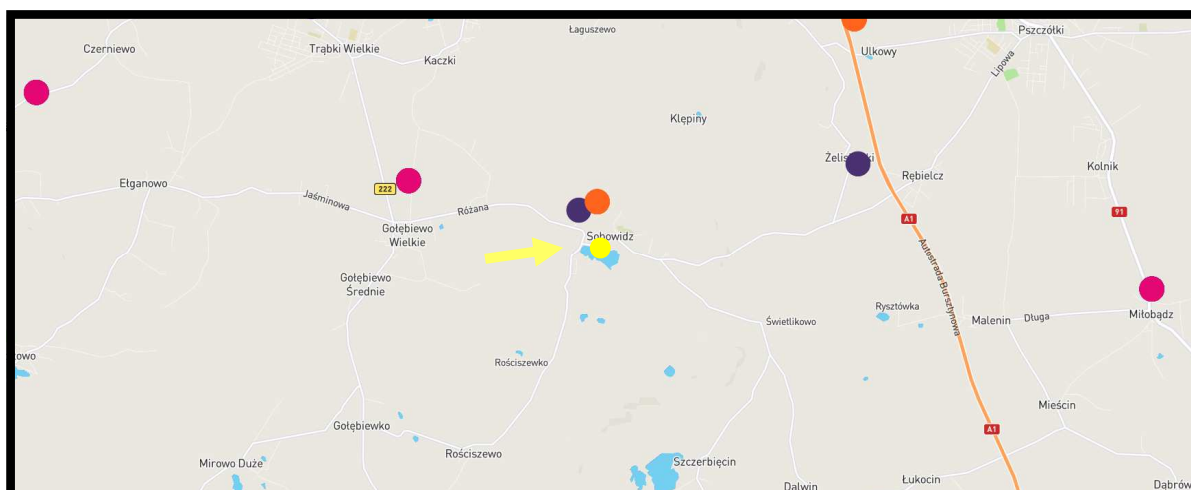 Łaguszewo
Pszczółki
Czerniewo
Trąbki Wielkie
Ulkowy
Kaczki
Lipowa
Klępiny
Kolnik
Rębielcz
Ełganowo
222
Jaśminowa
Różana
91
A1
Gołębiewo
Wielkie
Sobowidz
Autostrada Bursztynowa
Gołębiewo
Średnie
Rysztówka
Miłobądz
Długa
Malenin
Świetlikowo
Rościszewko
Mieścin
Gołębiewko
A1
Rościszewo
Mirowo Duże
Szczerbięcin
Łukocin
Dalwin
Dąbrów